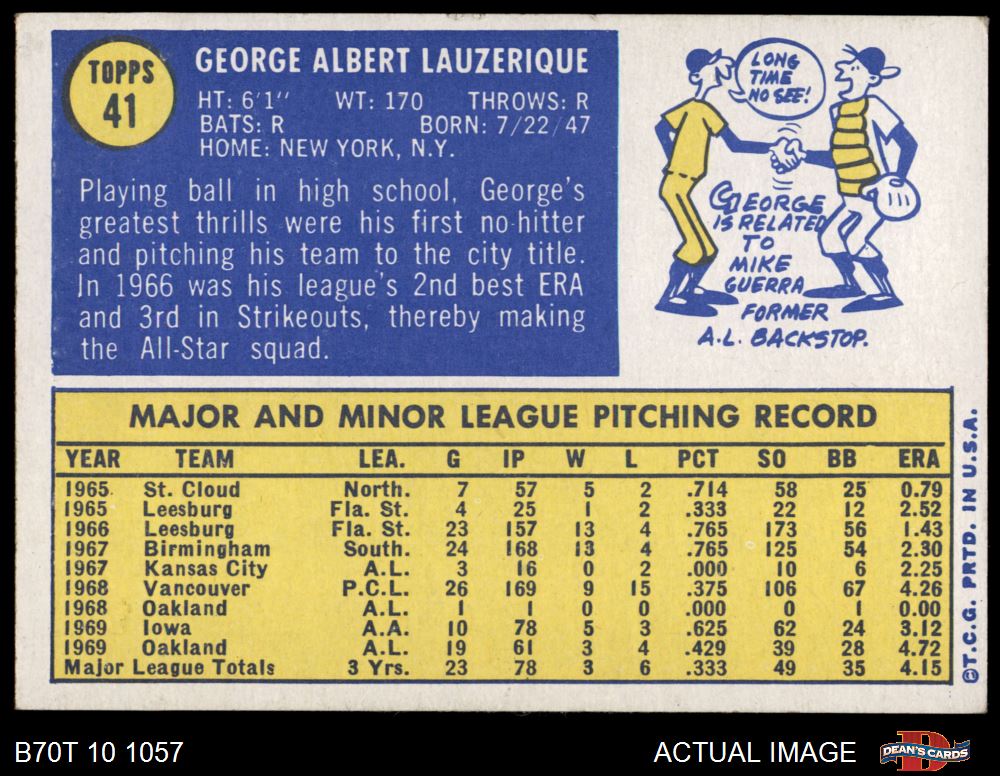 TOPPS
41
GEORGE ALBERT LAUZERIQUE
HT: 6'1" WT: 170 THROWS: R
BATS: R BORN: 7/22/47
HOME: NEW YORK, N.Y.
Playing ball in high school, George's
greatest thrills were his first no-hitter
and pitching his team to the city title.
In 1966 was his league's 2nd best ERA
and 3rd in Strikeouts, thereby making
the All-Star squad.
LONG
TIME
NO SEE!
GEORGE
IS RELATED
TO
MIKE
GUERRA
FORMER
A.L. BACKSTOP.
MAJOR AND MINOR LEAGUE PITCHING RECORD
YEAR TEAM LEA. G IP W L PCT SO BB ERA
1965 St. Cloud North. 7 57 5 2 .714 58 25 0.79
1965 Leesburg Fla. St. 4 25 1 2 .333 22 12 2.52
1966 Leesburg Fla. St. 23 157 13 4 .765 173 56 1.43
1967 Birmingham South. 24 168 13 4 .765 125 54 2.30
1967 Kansas City A.L. 3 16 0 2 .000 10 6 2.25
1968 Vancouver P.C.L. 26 169 9 15 .375 106 67 4.26
1968 Oakland A.L. 1 1 0 0 .000 0 1 0.00
1969 Iowa A.A. 10 78 5 3 .625 62 24 3.12
1969 Oakland A.L. 19 61 3 4 .429 39 28 4.72
Major League Totals 3 Yrs. 23 78 3 6 .333 49 35 4.15
©T.C.G. PRTD. IN U.S.A.
B70T 10 1057
ACTUAL IMAGE
D
DEAN'S CARDS